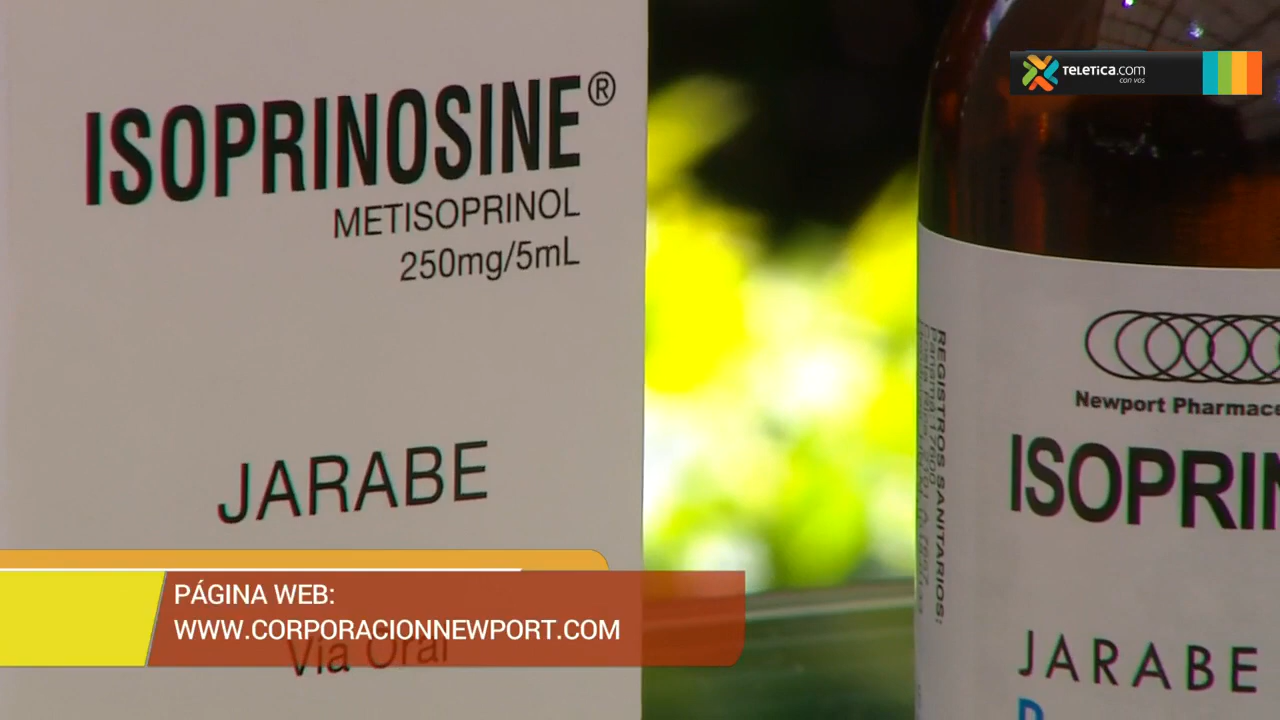 ISOPRINOSINE®
METISOPRINOL
250mg/5mL
JARABE
Vía Oral
PÁGINA WEB:
WWW.CORPORACIONNEWPORT.COM
TELETICA.COM
con vos
Newport
ISOPRIN
JARABE
REGISTROS SANITARIOS: